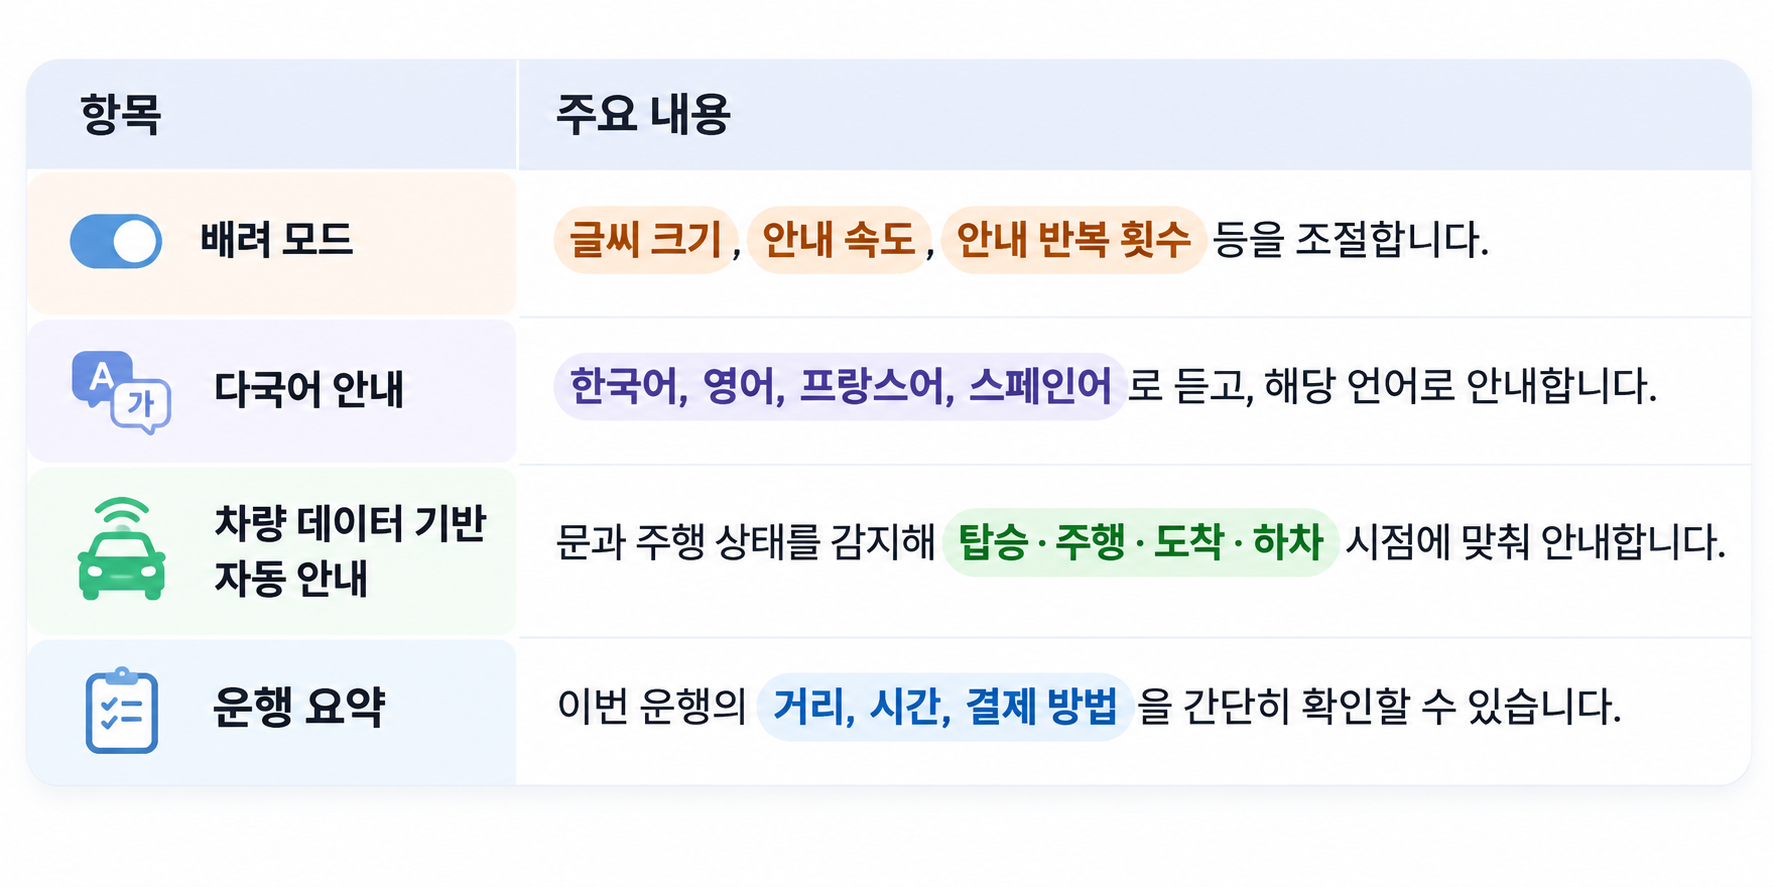 항목
주요 내용
배려 모드
글씨 크기, 안내 속도, 안내 반복 횟수 등을 조절합니다.
A
가
다국어 안내
한국어, 영어, 프랑스어, 스페인어로 듣고, 해당 언어로 안내합니다.
차량 데이터 기반
자동 안내
문과 주행 상태를 감지해 탑승 · 주행 · 도착 · 하차 시점에 맞춰 안내합니다.
운행 요약
이번 운행의 거리, 시간, 결제 방법을 간단히 확인할 수 있습니다.